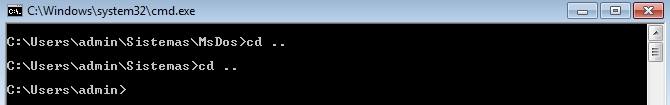 C:\Windows\system32\cmd.exe
C:\Users\admin\Sistemas\MsDos>cd ..
C:\Users\admin\Sistemas>cd ..
C:\Users\admin>